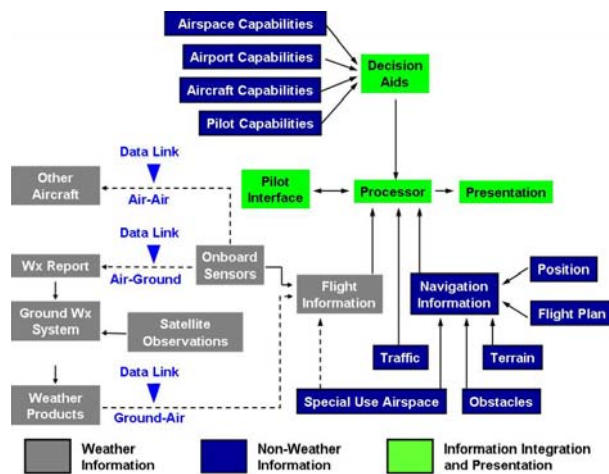 Airspace Capabilities
Airport Capabilities
Aircraft Capabilities
Pilot Capabilities
Decision
Aids
Data Link
Other
Aircraft
Air-Air
Pilot
Interface
Processor
Presentation
Data Link
Wx Report
Air-Ground
Onboard
Sensors
Flight
Information
Navigation
Information
Position
Flight Plan
Ground Wx
System
Satellite
Observations
Traffic
Terrain
Data Link
Weather
Products
Ground-Air
Special Use Airspace
Obstacles
Weather
Information
Non-Weather
Information
Information Integration
and Presentation